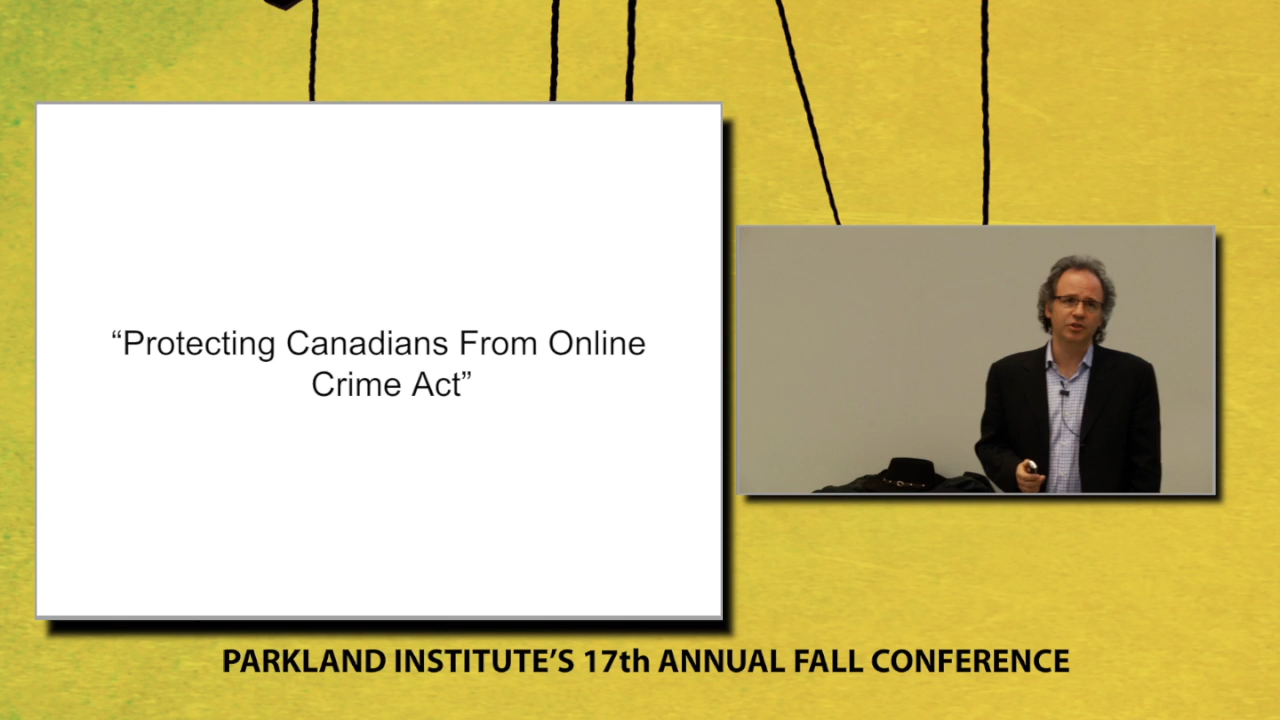 “Protecting Canadians From Online
Crime Act”
PARKLAND INSTITUTE’S 17th ANNUAL FALL CONFERENCE